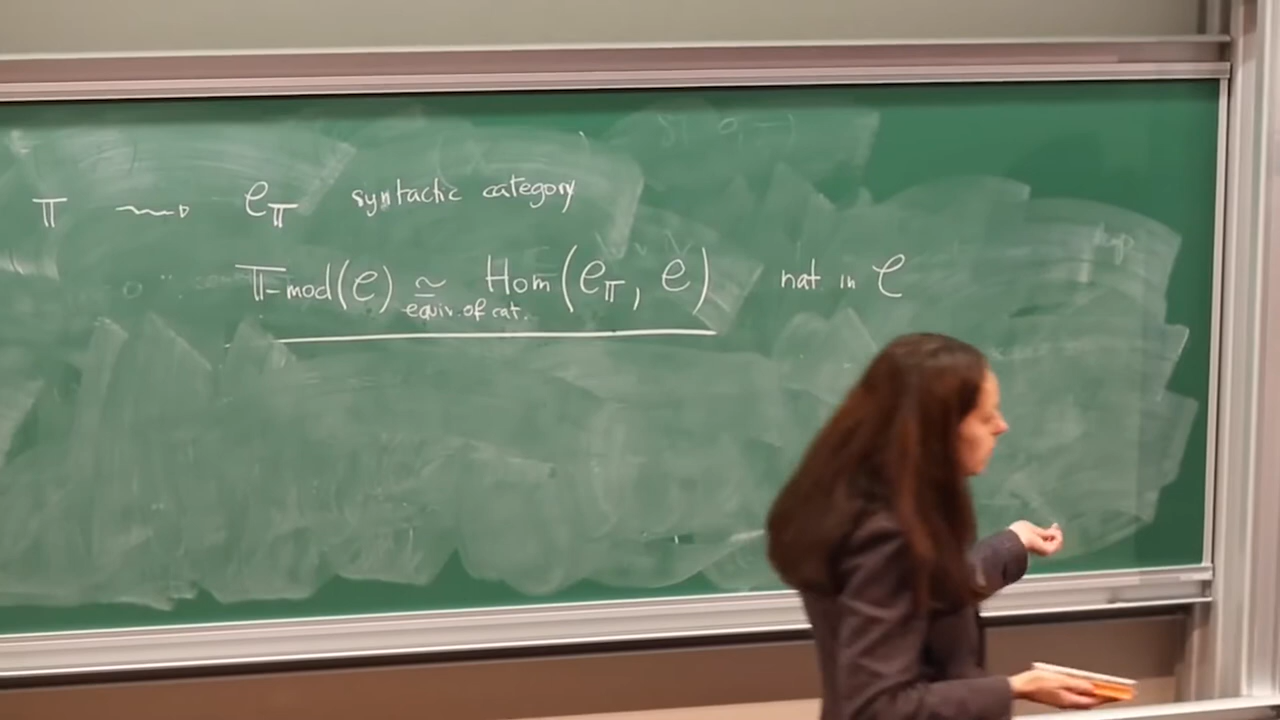 𝕋 ⇝ 𝒞_𝕋 syntactic category
𝕋-mod(𝒞) ≃ Hom(𝒞_𝕋, 𝒞) nat in 𝒞
equiv. of cat.